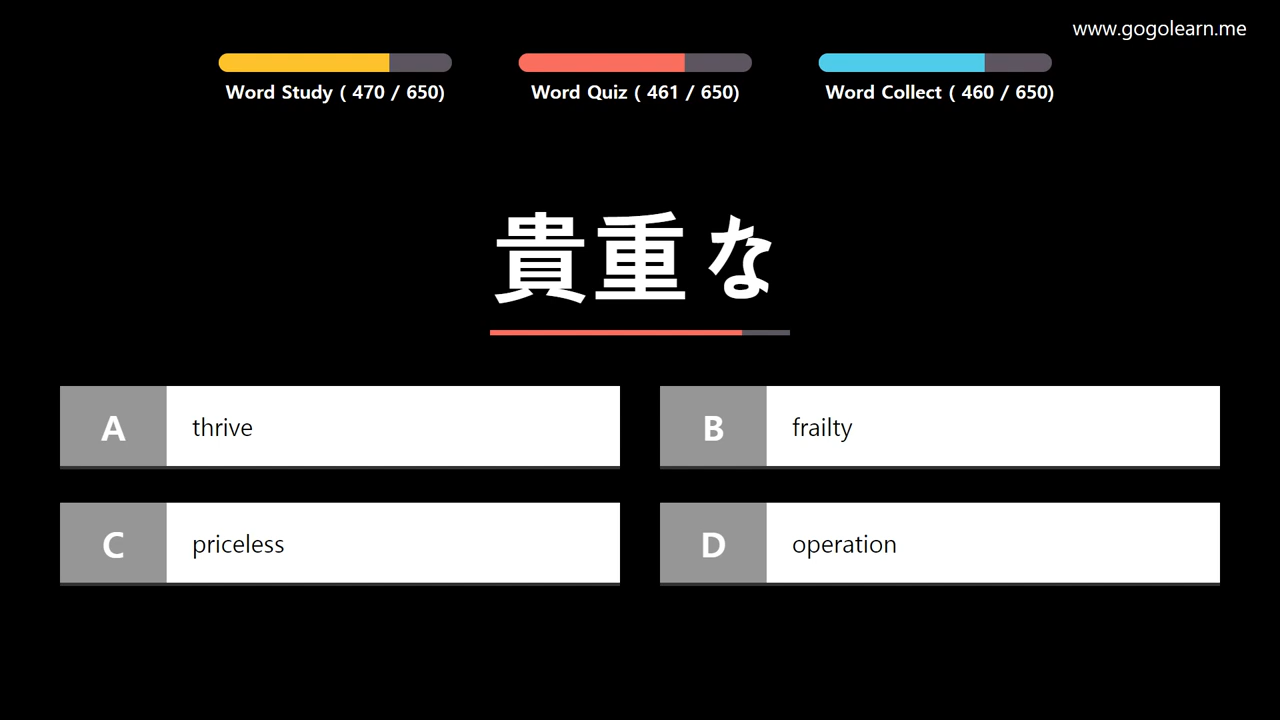 www.gogolearn.me
Word Study ( 470 / 650)
Word Quiz ( 461 / 650)
Word Collect ( 460 / 650)
貴重な
A thrive
B frailty
C priceless
D operation